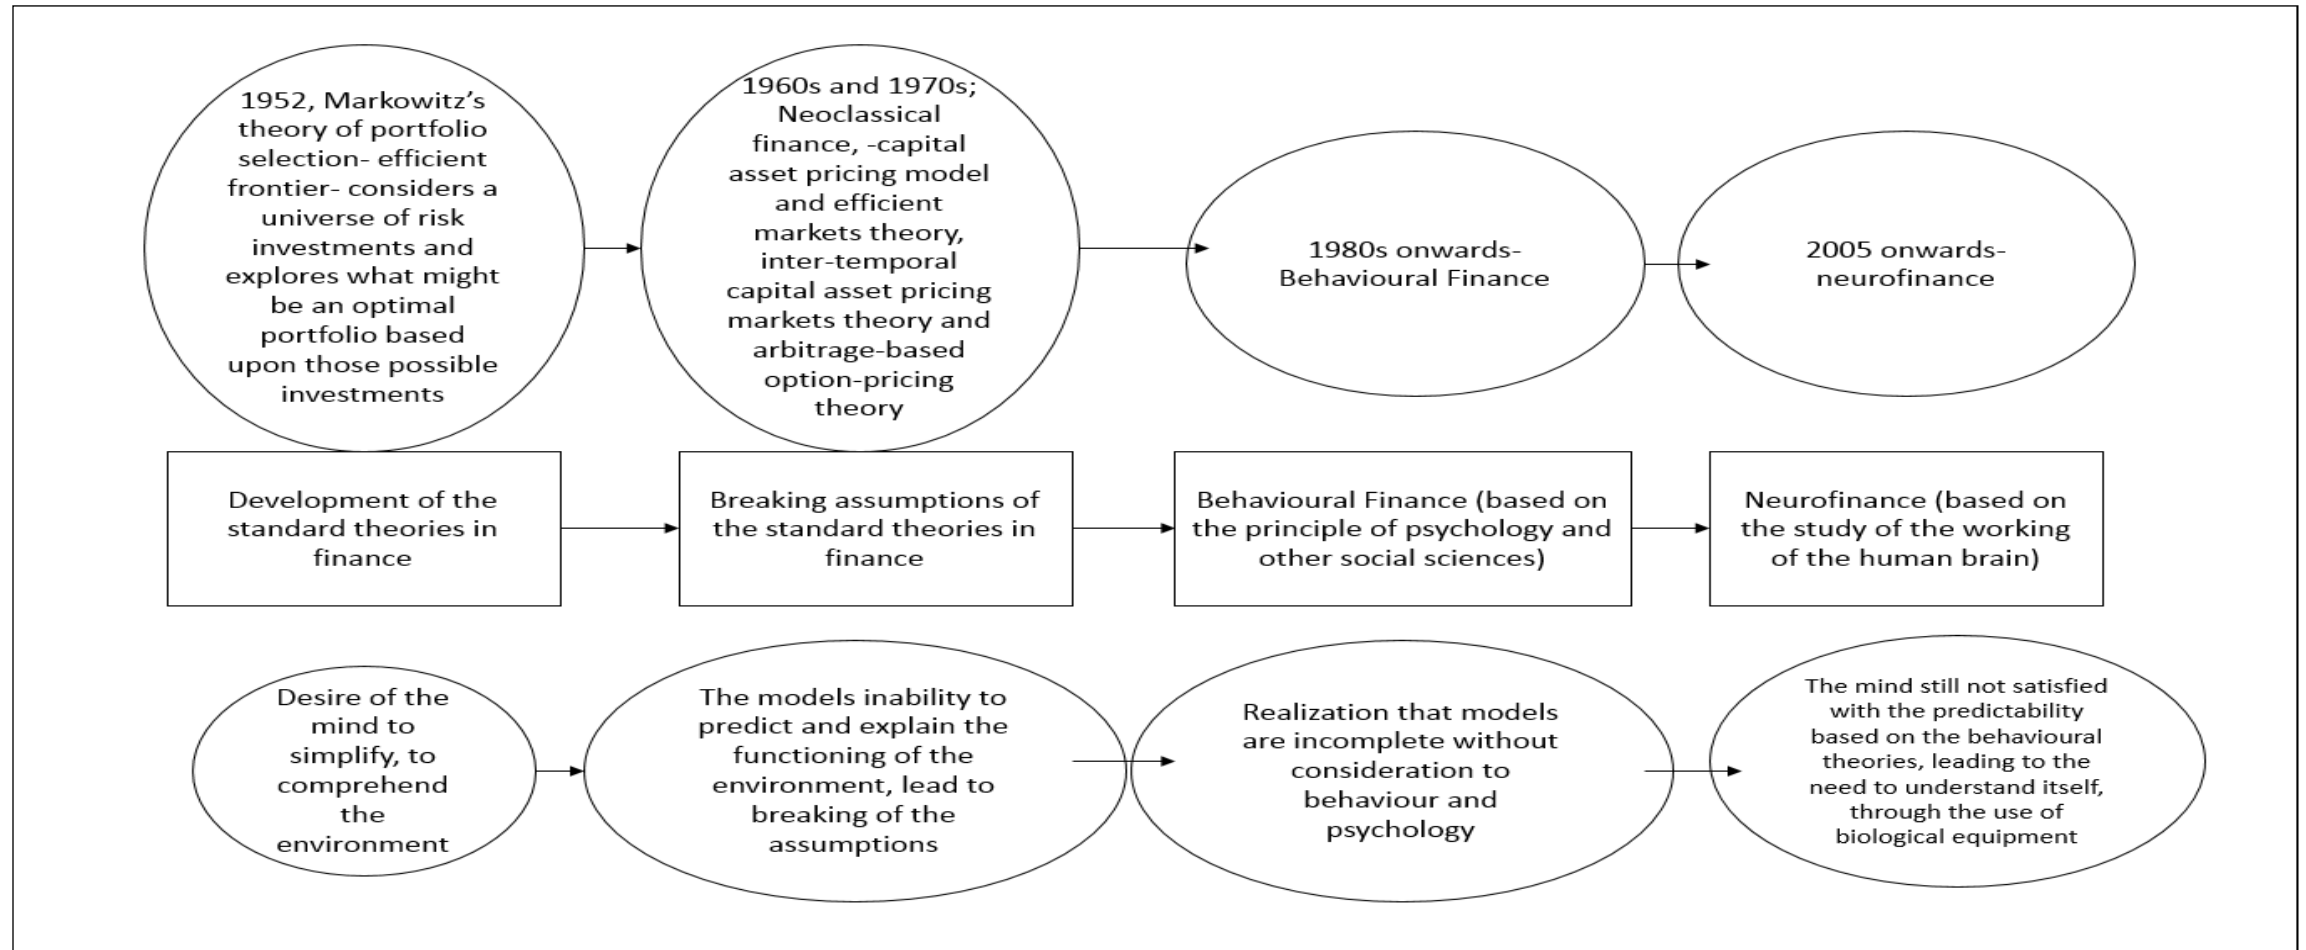 1952, Markowitz’s
theory of portfolio
selection- efficient
frontier- considers a
universe of risk
investments and
explores what might
be an optimal
portfolio based
upon those possible
investments
1960s and 1970s;
Neoclassical
finance, -capital
asset pricing model
and efficient
markets theory,
inter-temporal
capital asset pricing
markets theory and
arbitrage-based
option-pricing
theory
1980s onwards-
Behavioural Finance
2005 onwards-
neurofinance
Development of the
standard theories in
finance
Breaking assumptions of
the standard theories in
finance
Behavioural Finance (based on
the principle of psychology and
other social sciences)
Neurofinance (based on
the study of the working
of the human brain)
Desire of the
mind to
simplify, to
comprehend
the
environment
The models inability to
predict and explain the
functioning of the
environment, lead to
breaking of the
assumptions
Realization that models
are incomplete without
consideration to
behaviour and
psychology
The mind still not satisfied
with the predictability
based on the behavioural
theories, leading to the
need to understand itself,
through the use of
biological equipment